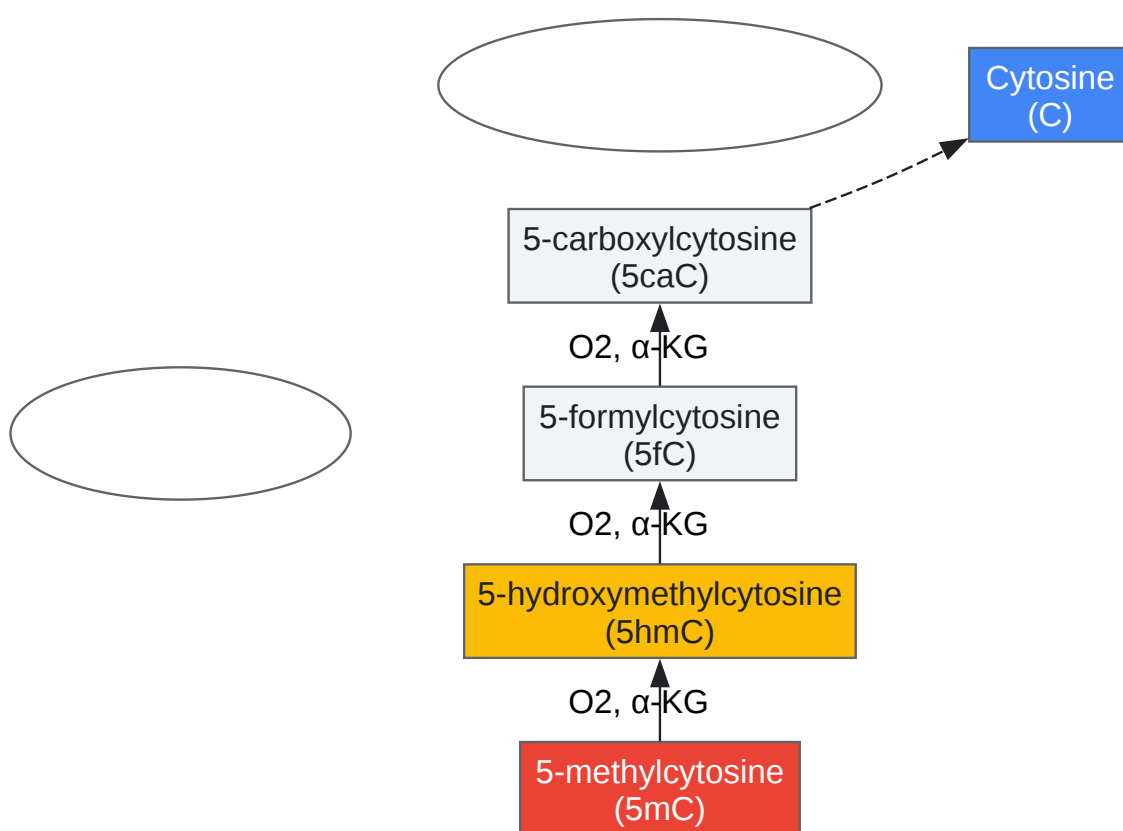 Cytosine
(C)
5-carboxylcytosine
(5caC)
O2, α-KG
5-formylcytosine
(5fC)
O2, α-KG
5-hydroxymethylcytosine
(5hmC)
O2, α-KG
5-methylcytosine
(5mC)